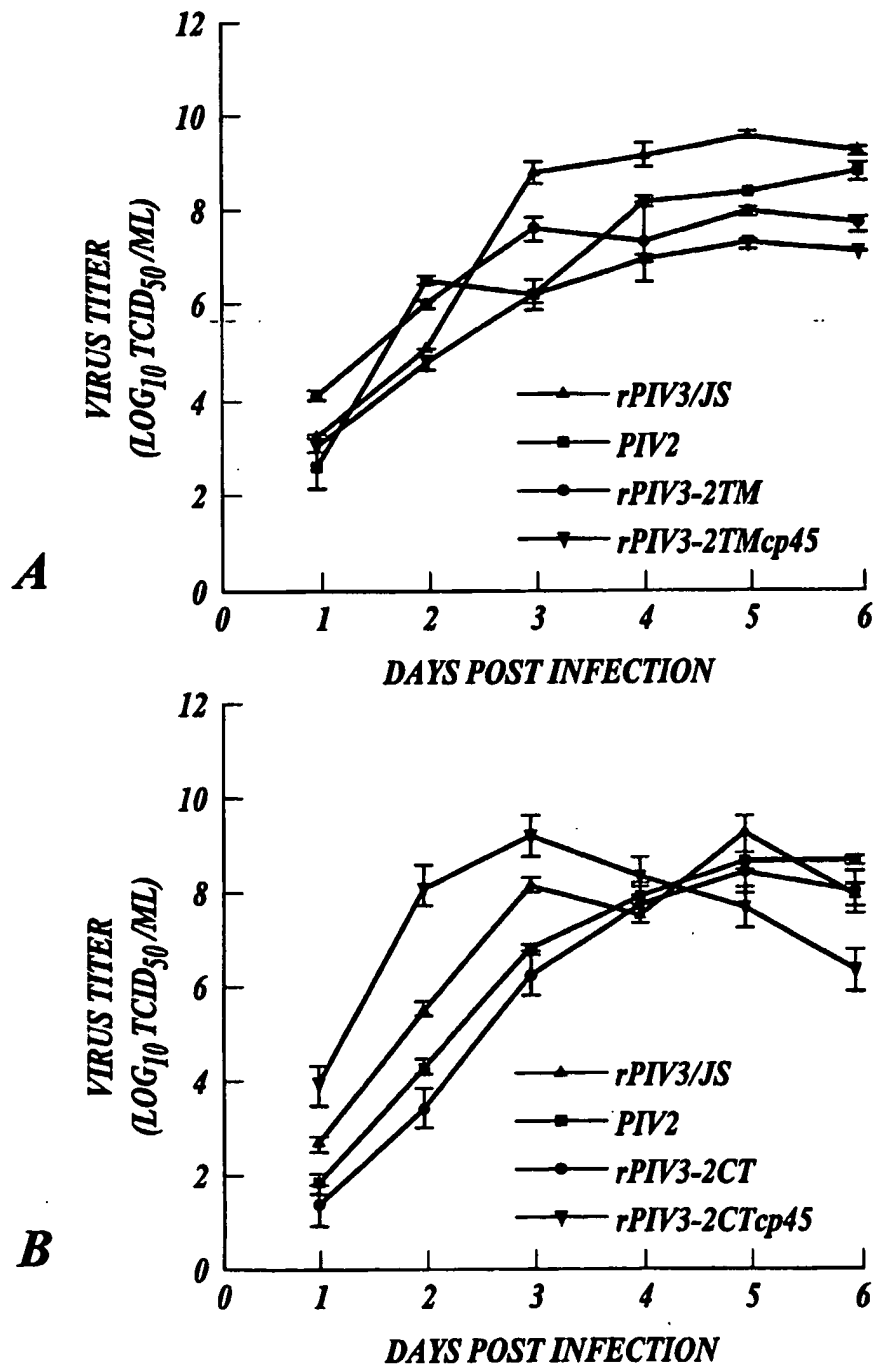 12
10
8
6
4
2
0
VIRUS TITER
(LOG10 TCID50/ML)
rPIV3/JS
PIV2
rPIV3-2TM
rPIV3-2TMcp45
A
0 1 2 3 4 5 6
DAYS POST INFECTION
12
10
8
6
4
2
0
VIRUS TITER
(LOG10 TCID50/ML)
rPIV3/JS
PIV2
rPIV3-2CT
rPIV3-2CTcp45
B
0 1 2 3 4 5 6
DAYS POST INFECTION